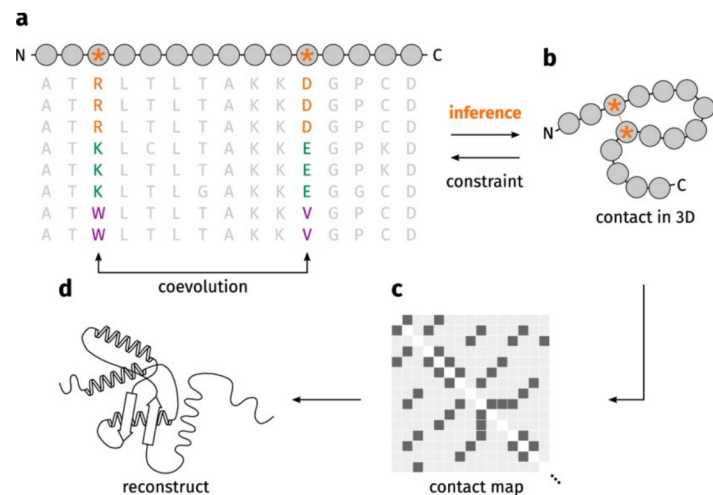 a
N
* *
C
A T R L T L T A K K D G P C D
A T R L T L T A K K D G P C D
A T R L T L T A K K D G P C D
A T K L C L T A K K E G P K D
A T K L T L T A K K E G P C D
A T K L T L G A K K E G G C D
A T W L T L T A K K V G P C D
A T W L T L T A K K V G P C D
coevolution
inference
constraint
b
*
*
N
C
contact in 3D
d
reconstruct
c
contact map